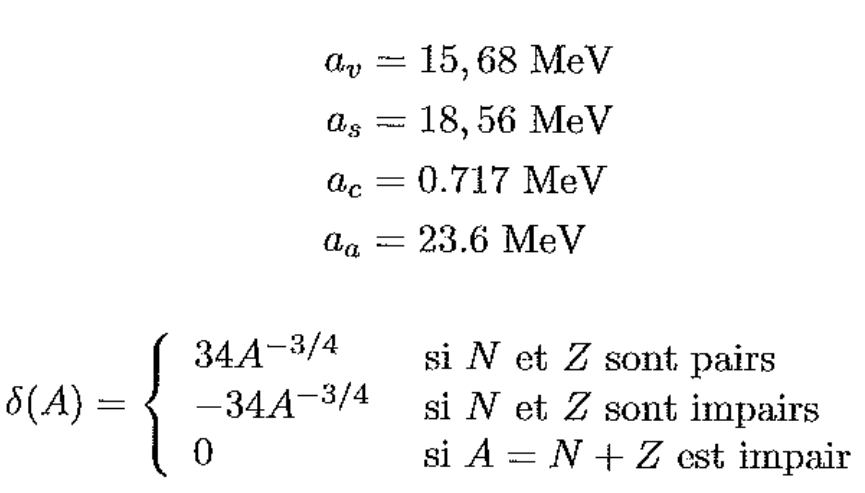 a_v = 15,68 MeV
a_s = 18,56 MeV
a_c = 0.717 MeV
a_a = 23.6 MeV
δ(A) = { 34A^{-3/4} si N et Z sont pairs
-34A^{-3/4} si N et Z sont impairs
0 si A = N + Z est impair